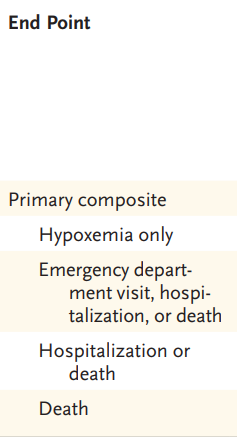 End Point
Primary composite
Hypoxemia only
Emergency depart-
ment visit, hospi-
talization, or death
Hospitalization or
death
Death